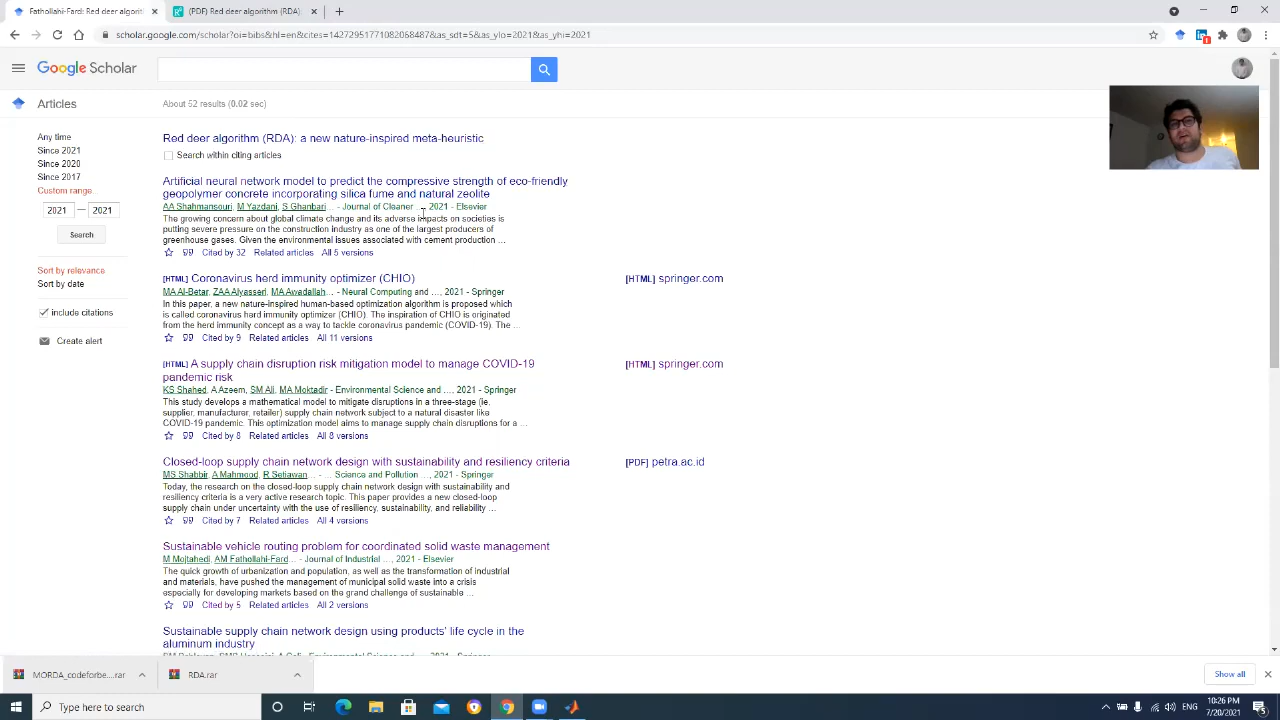 Fathollahi-Fard: Red deer algorit
(PDF) Red deer algorithm (RDA):
scholar.google.com/scholar?oi=bibs&hl=en&cites=14272951771082068487&as_sdt=5&as_ylo=2021&as_yhi=2021
Google Scholar
Articles
About 52 results (0.02 sec)
Any time
Since 2021
Since 2020
Since 2017
Custom range...
2021 — 2021
Search
Sort by relevance
Sort by date
include citations
Create alert
Red deer algorithm (RDA): a new nature-inspired meta-heuristic
Search within citing articles
Artificial neural network model to predict the compressive strength of eco-friendly
geopolymer concrete incorporating silica fume and natural zeolite
AA Shahmansouri, M Yazdani, S Ghanbari... - Journal of Cleaner ..., 2021 - Elsevier
The growing concern about global climate change and its adverse impacts on societies is
putting severe pressure on the construction industry as one of the largest producers of
greenhouse gases. Given the environmental issues associated with cement production ...
Cited by 32 Related articles All 5 versions
[HTML] Coronavirus herd immunity optimizer (CHIO)
[HTML] springer.com
MA Al-Betar, ZAA Alyasseri, MA Awadallah... - Neural Computing and ..., 2021 - Springer
In this paper, a new nature-inspired human-based optimization algorithm is proposed which
is called coronavirus herd immunity optimizer (CHIO). The inspiration of CHIO is originated
from the herd immunity concept as a way to tackle coronavirus pandemic (COVID-19). The ...
Cited by 9 Related articles All 11 versions
[HTML] A supply chain disruption risk mitigation model to manage COVID-19
pandemic risk
[HTML] springer.com
KS Shahed, A Azeem, SM Ali, MA Moktadir - Environmental Science and ..., 2021 - Springer
This study develops a mathematical model to mitigate disruptions in a three-stage (ie,
supplier, manufacturer, retailer) supply chain network subject to a natural disaster like
COVID-19 pandemic. This optimization model aims to manage supply chain disruptions for a ...
Cited by 8 Related articles All 8 versions
Closed-loop supply chain network design with sustainability and resiliency criteria
[PDF] petra.ac.id
MS Shabbir, A Mahmood, R Setiawan... - ... Science and Pollution ..., 2021 - Springer
Today, the research on the closed-loop supply chain network design with sustainability and
resiliency criteria is a very active research topic. This paper provides a new closed-loop
supply chain under uncertainty with the use of resiliency, sustainability, and reliability ...
Cited by 7 Related articles All 4 versions
Sustainable vehicle routing problem for coordinated solid waste management
M Mojtahedi, AM Fathollahi-Fard... - Journal of Industrial ..., 2021 - Elsevier
The quick growth of urbanization and population, as well as the transformation of industrial
and materials, have pushed the management of municipal solid waste into a crisis
especially for developing markets based on the grand challenge of sustainable ...
Cited by 5 Related articles All 2 versions
Sustainable supply chain network design using products' life cycle in the
aluminum industry
MORDA_codeforbe....rar
RDA.rar
Show all
Type here to search
ENG
10:26 PM
7/20/2021
5